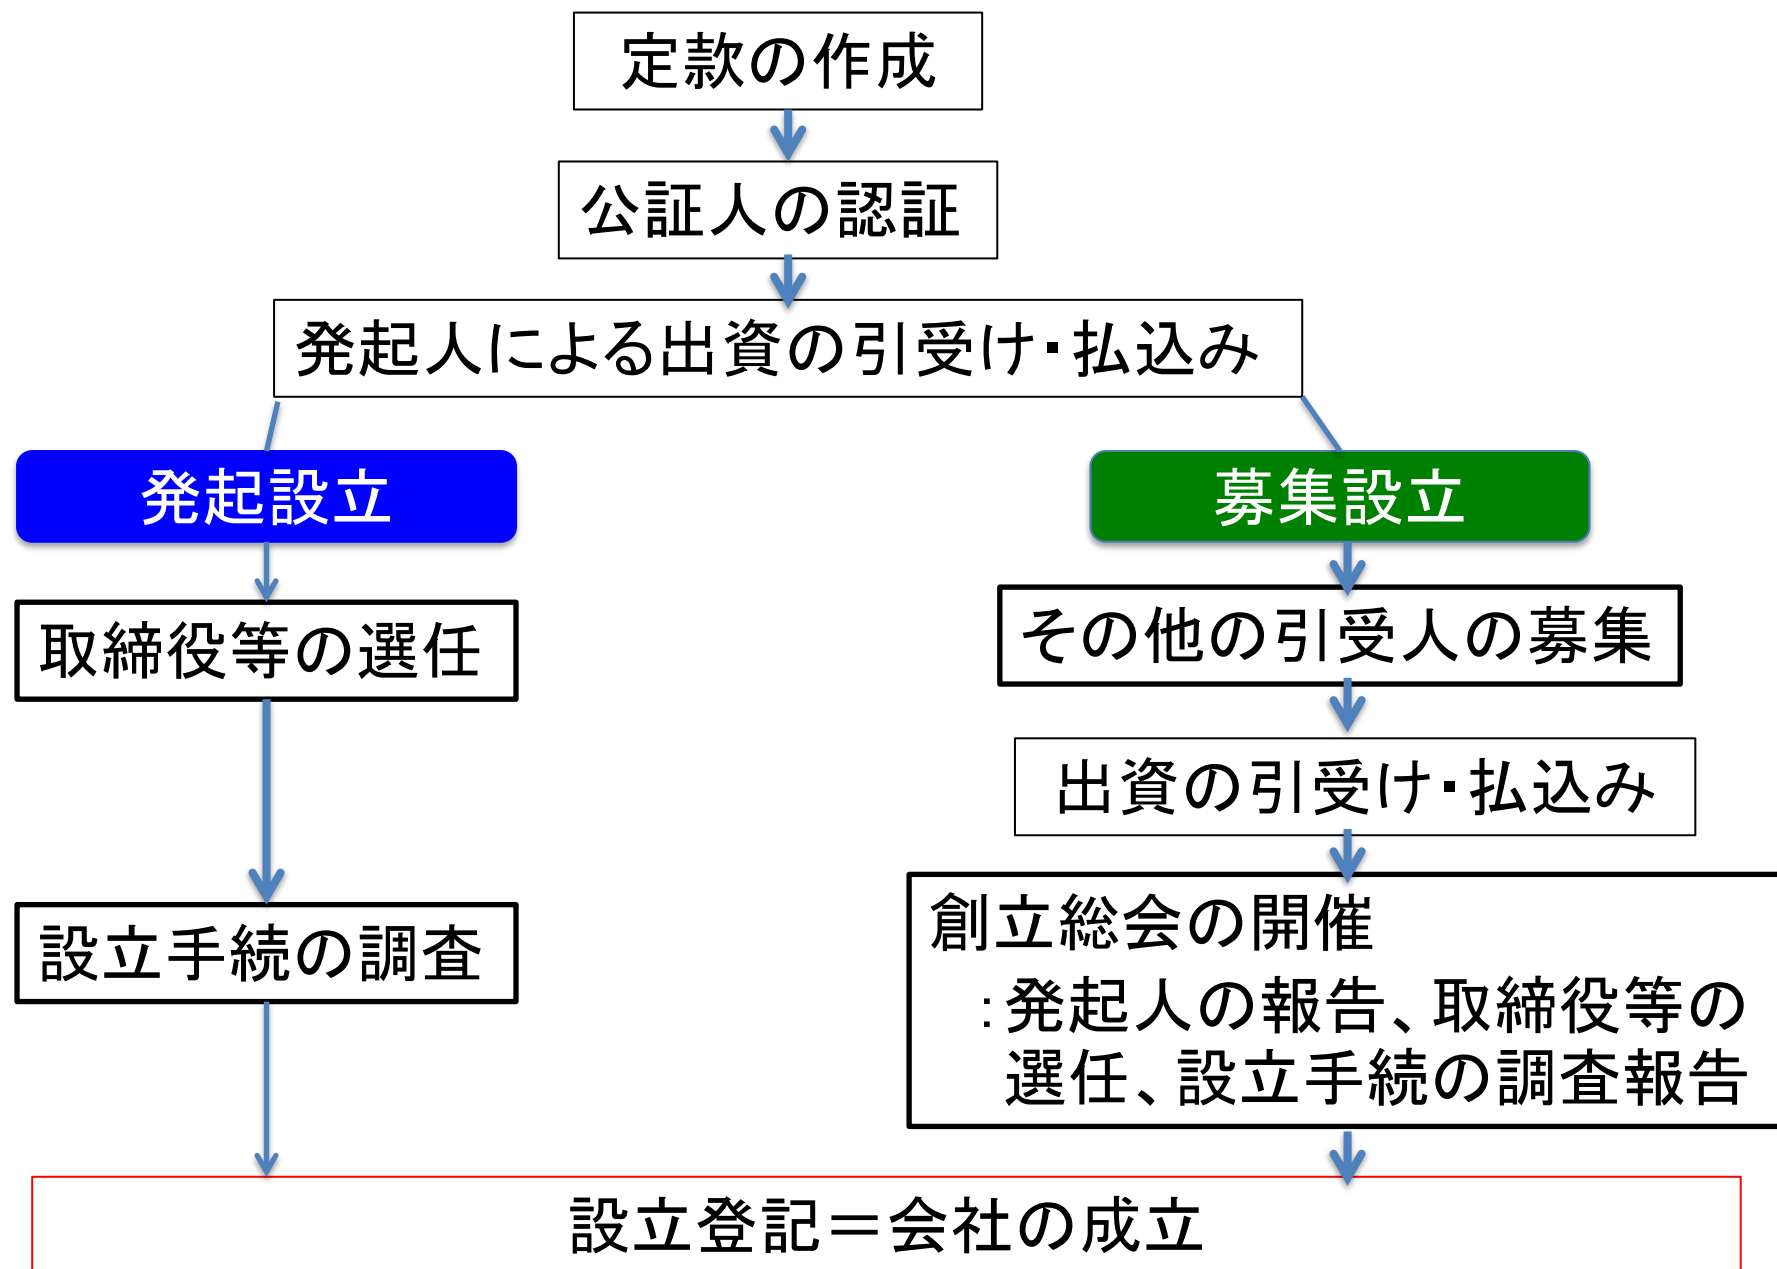 定款の作成
公証人の認証
発起人による出資の引受け・払込み
発起設立
募集設立
取締役等の選任
その他の引受人の募集
出資の引受け・払込み
設立手続の調査
創立総会の開催
：発起人の報告、取締役等の
選任、設立手続の調査報告
設立登記＝会社の成立